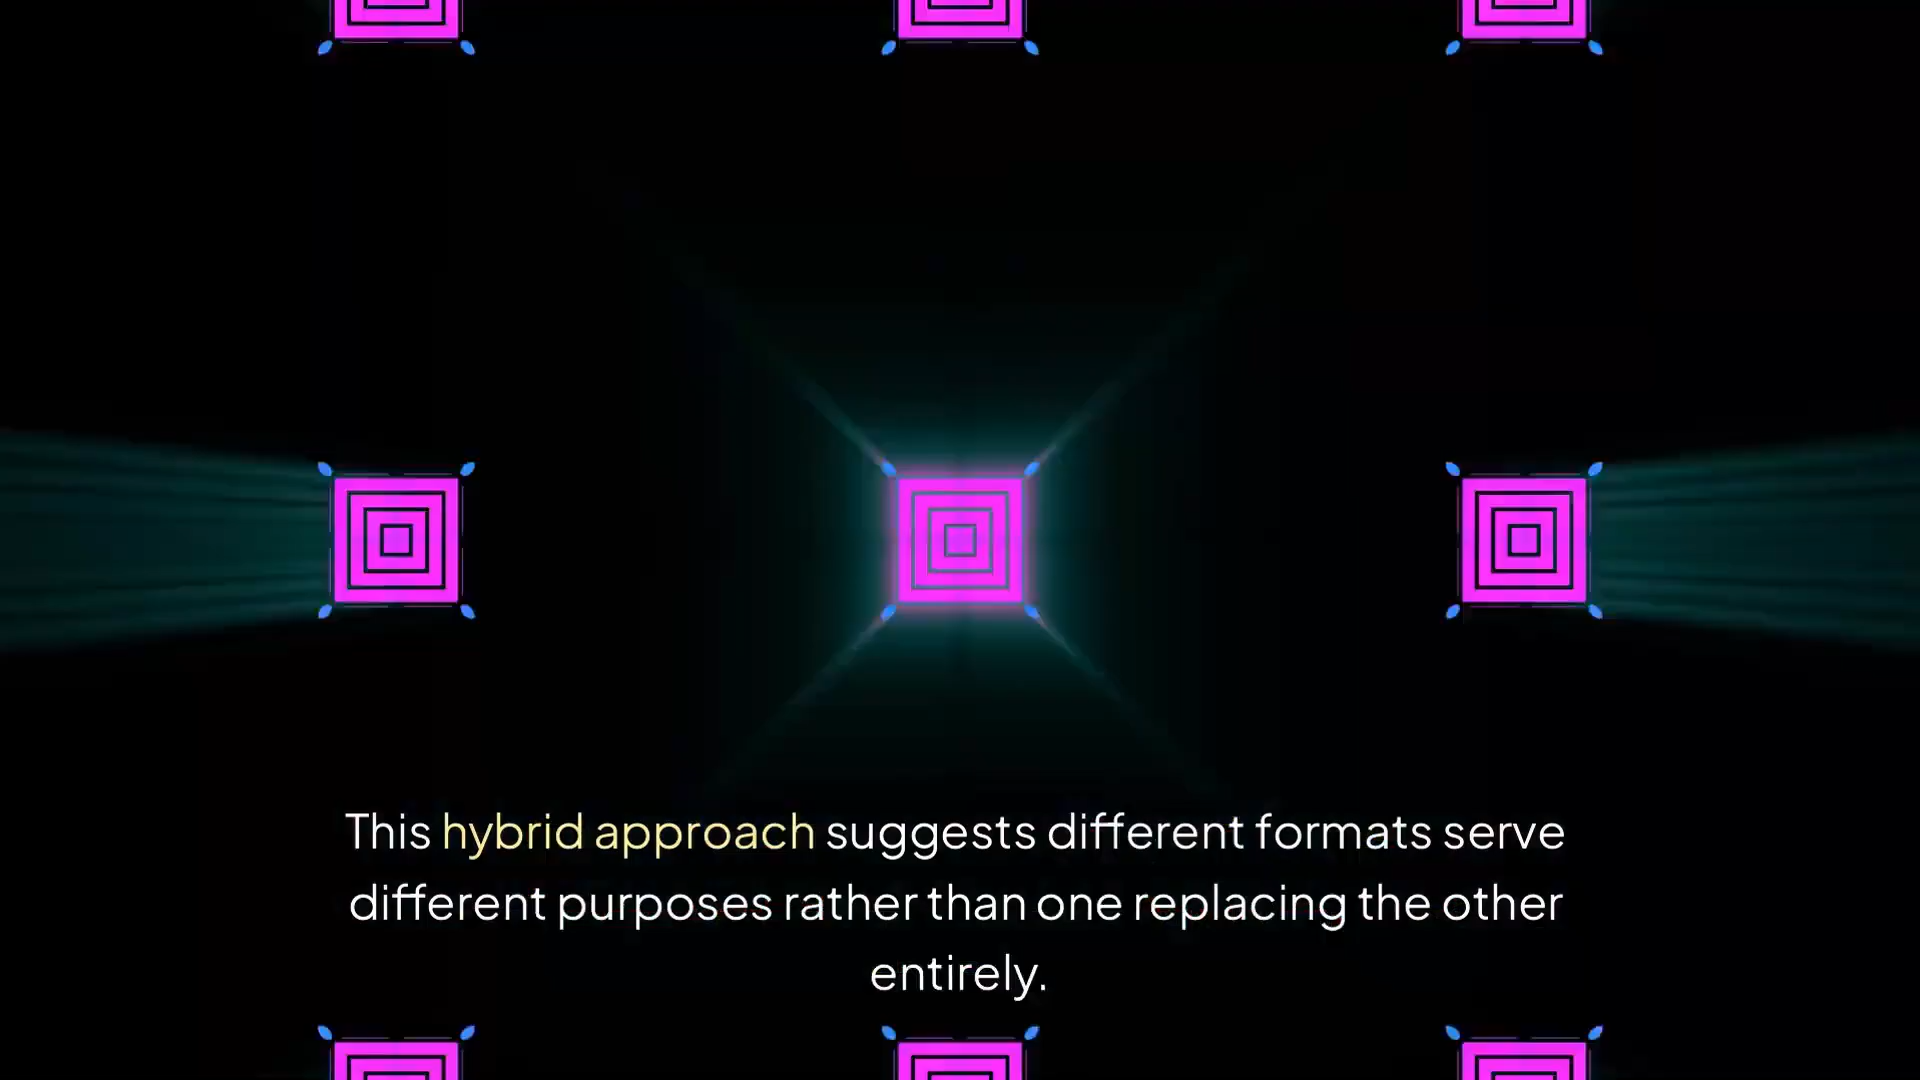 This hybrid approach suggests different formats serve
different purposes rather than one replacing the other
entirely.